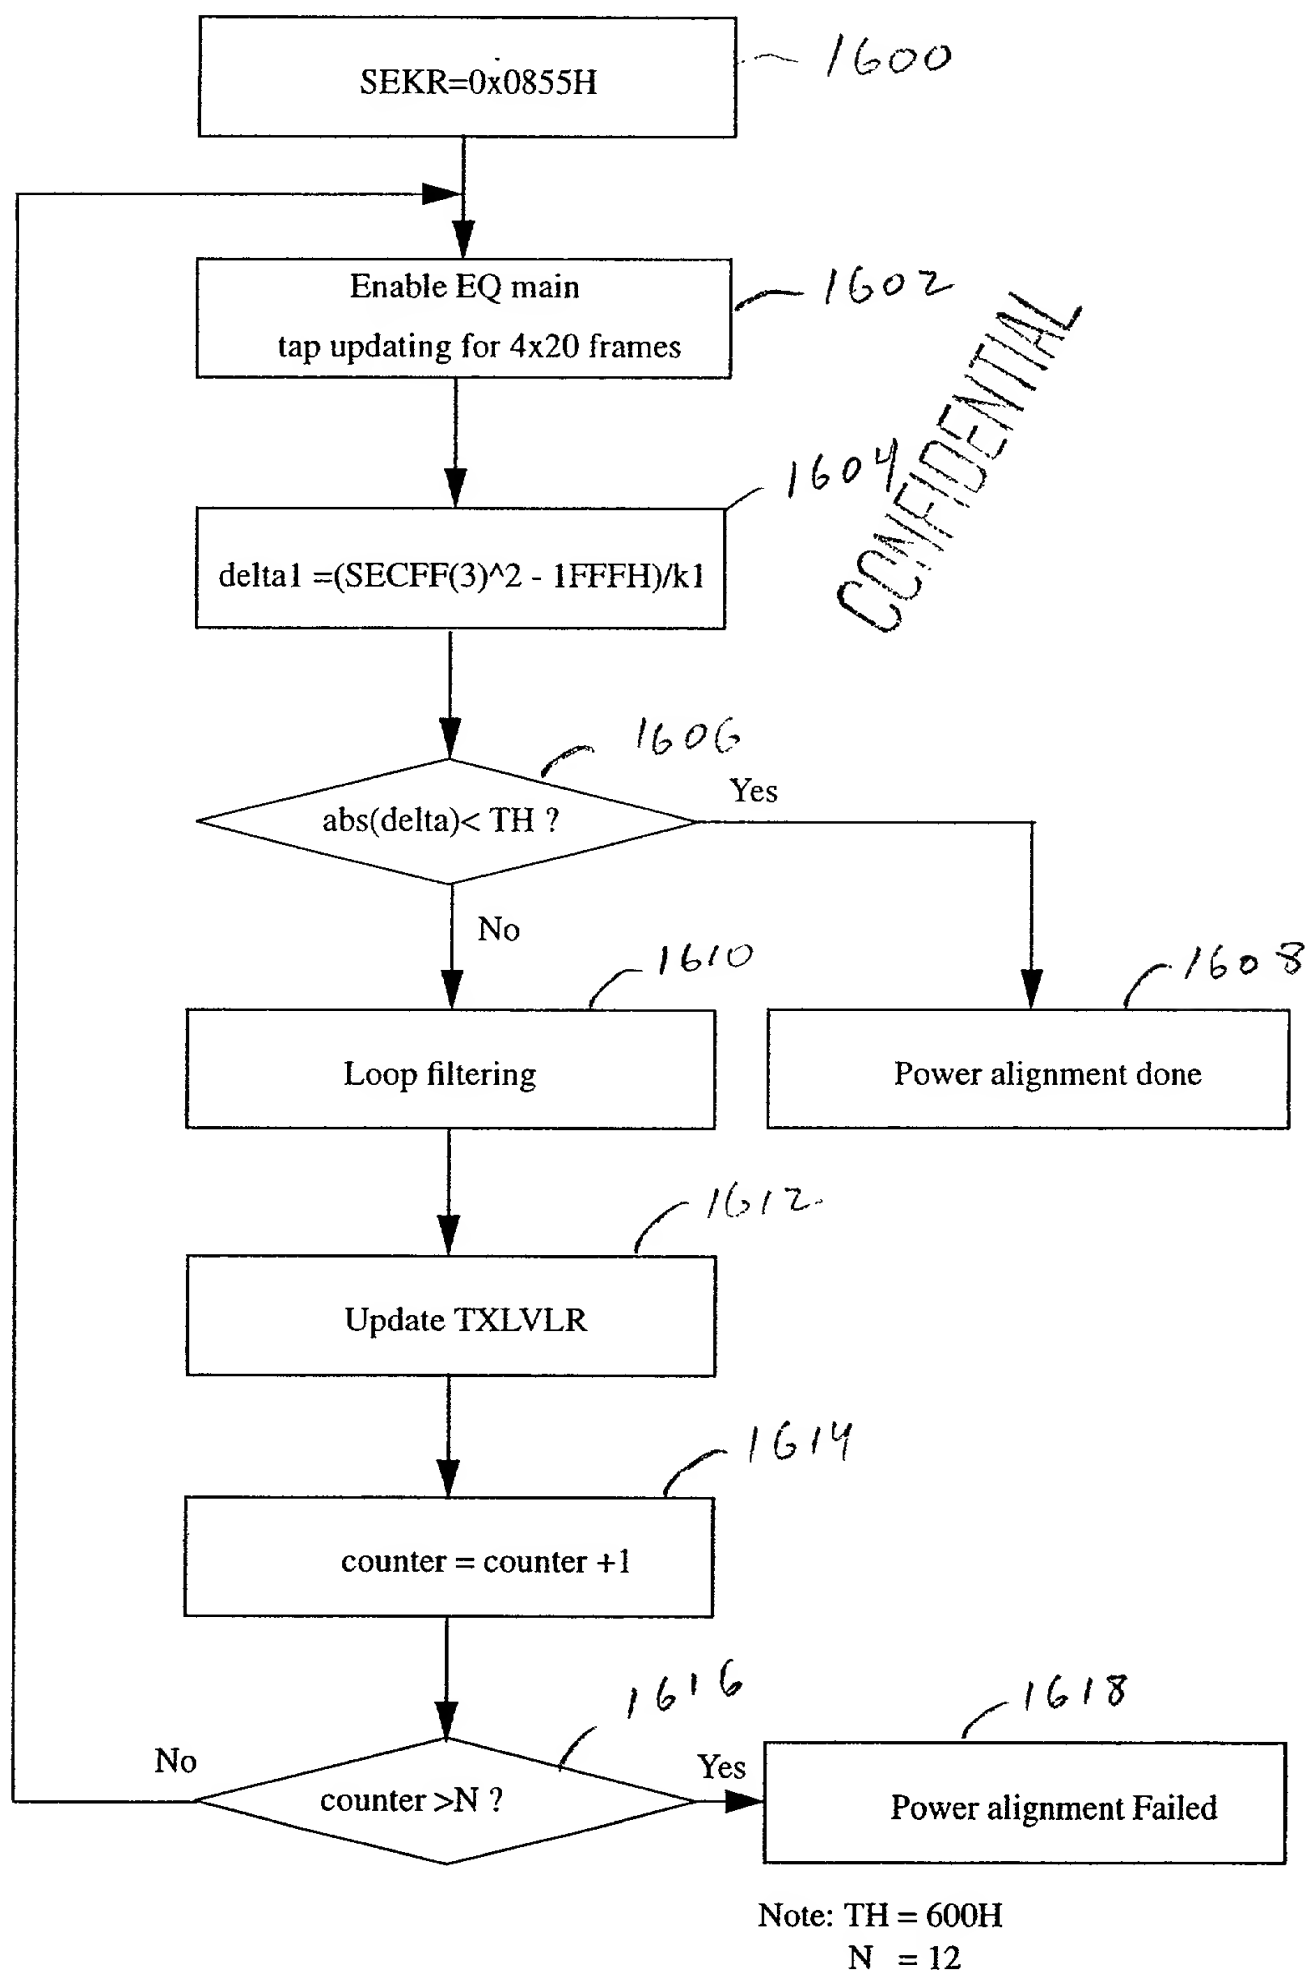 SEKR=0x0855H
1600
Enable EQ main
tap updating for 4x20 frames
1602
CONFIDENTIAL
1604
delta1 =(SECFF(3)^2 - 1FFFH)/k1
1606
abs(delta)< TH ?
Yes
No
1610
1608
Loop filtering
Power alignment done
1612
Update TXLVLR
1614
counter = counter +1
1616
1618
No
counter >N ?
Yes
Power alignment Failed
Note: TH = 600H
N = 12